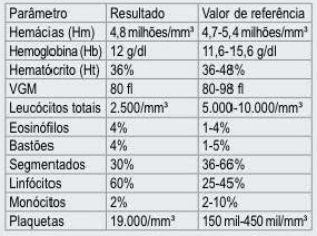 Parâmetro Resultado Valor de referência
Hemácias (Hm) 4,8 milhões/mm³ 4,7-5,4 milhões/mm³
Hemoglobina (Hb) 12 g/dl 11,6-15,6 g/dl
Hematócrito (Ht) 36% 36-48%
VGM 80 fl 80-98 fl
Leucócitos totais 2.500/mm³ 5.000-10.000/mm³
Eosinófilos 4% 1-4%
Bastões 4% 1-5%
Segmentados 30% 36-66%
Linfócitos 60% 25-45%
Monócitos 2% 2-10%
Plaquetas 19.000/mm³ 150 mil-450 mil/mm³